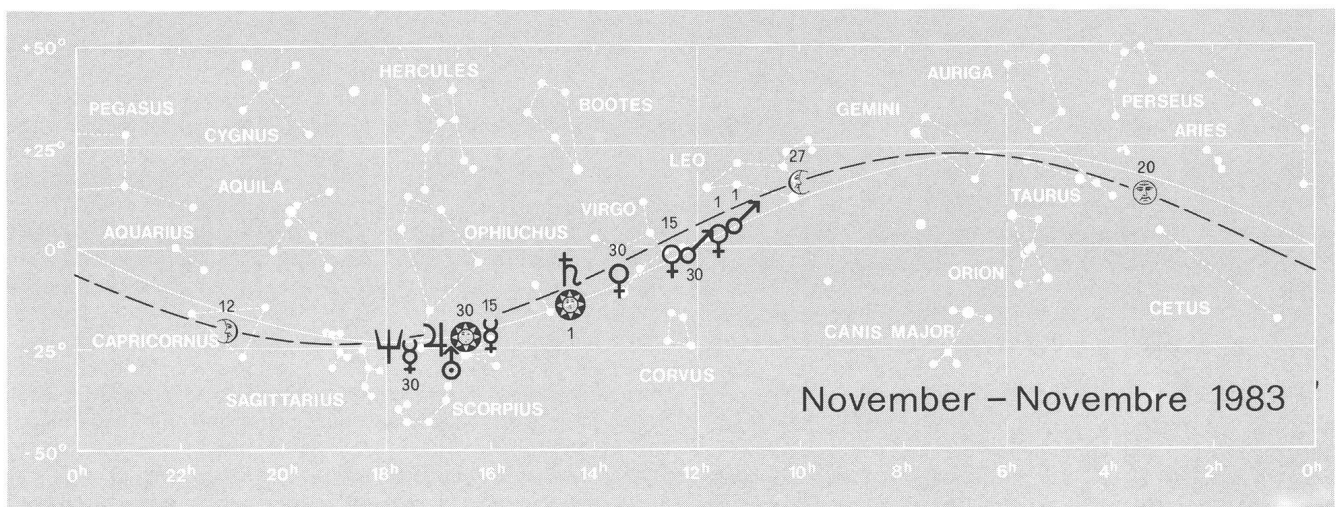 +50°
HERCULES
AURIGA
PEGASUS
BOOTES
GEMINI
PERSEUS
CYGNUS
ARIES
+25°
LEO
27
20
AQUILA
1 1
TAURUS
VIRGO
15
AQUARIUS
OPHIUCHUS
0°
30
30
ORION
12
30 15
CETUS
1
CAPRICORNUS
CANIS MAJOR
-25°
30
CORVUS
SAGITTARIUS
SCORPIUS
November – Novembre 1983
-50°
0h 22h 20h 18h 16h 14h 12h 10h 8h 6h 4h 2h 0h